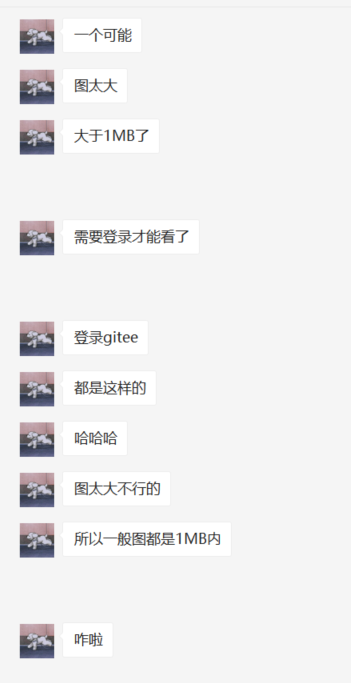 一个可能
图太大
大于1MB了
需要登录才能看了
登录gitee
都是这样的
哈哈哈
图太大不行的
所以一般图都是1MB内
咋啦